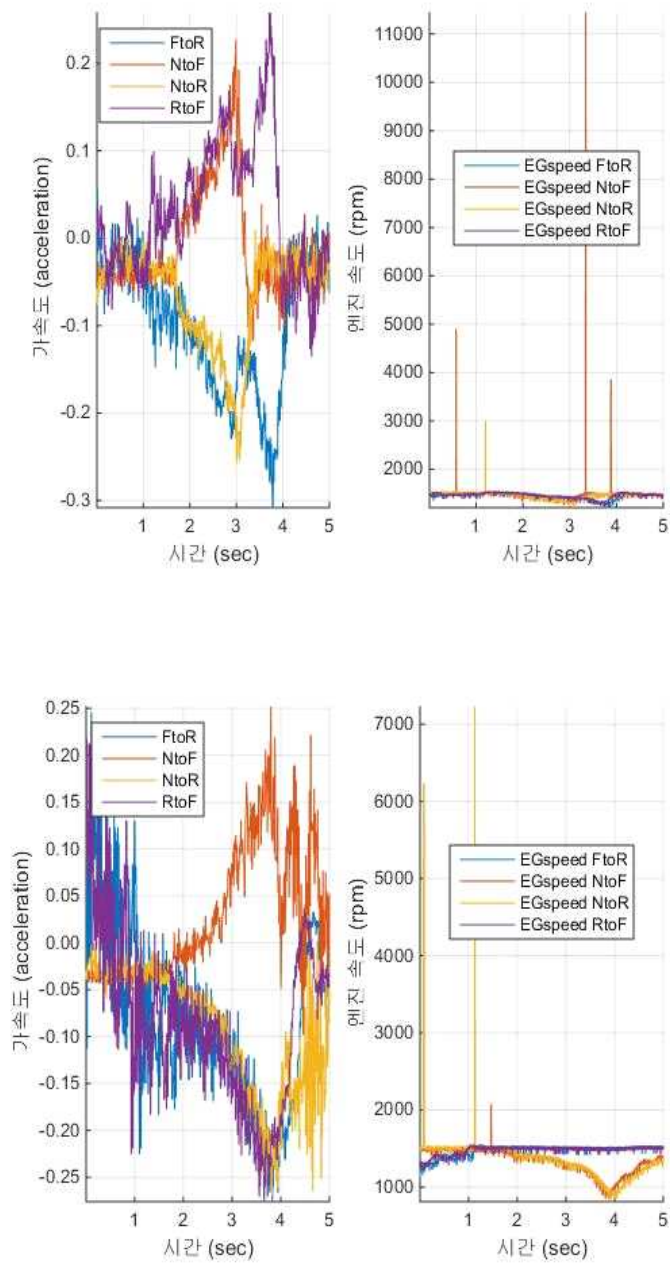 0.2
0.1
0.0
-0.1
-0.2
-0.3
가속도 (acceleration)
FtoR
NtoF
NtoR
RtoF
1 2 3 4 5
시간 (sec)
11000
10000
9000
8000
7000
6000
5000
4000
3000
2000
엔진 속도 (rpm)
EGspeed FtoR
EGspeed NtoF
EGspeed NtoR
EGspeed RtoF
1 2 3 4 5
시간 (sec)
0.25
0.20
0.15
0.10
0.05
0.00
-0.05
-0.10
-0.15
-0.20
-0.25
가속도 (acceleration)
FtoR
NtoF
NtoR
RtoF
1 2 3 4 5
시간 (sec)
7000
6000
5000
4000
3000
2000
1000
엔진 속도 (rpm)
EGspeed FtoR
EGspeed NtoF
EGspeed NtoR
EGspeed RtoF
1 2 3 4 5
시간 (sec)